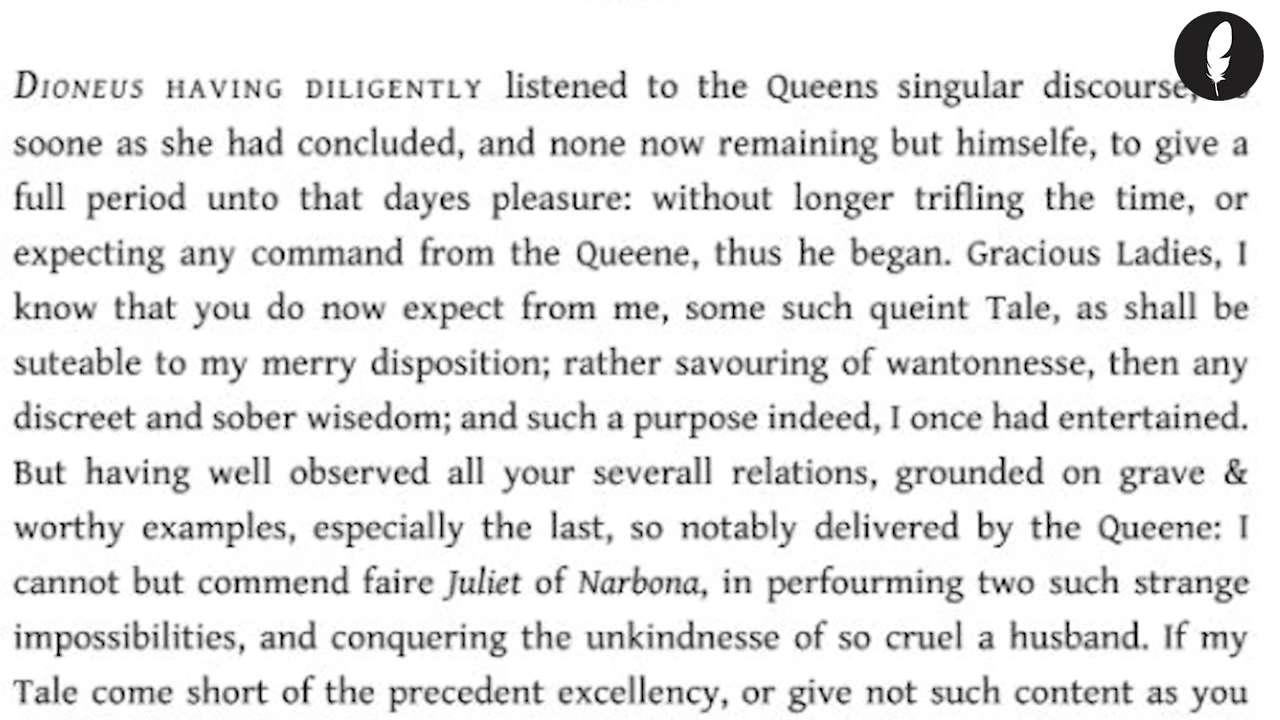 DIONEUS HAVING DILIGENTLY listened to the Queens singular discourse,
soone as she had concluded, and none now remaining but himselfe, to give a
full period unto that dayes pleasure: without longer trifling the time, or
expecting any command from the Queene, thus he began. Gracious Ladies, I
know that you do now expect from me, some such queint Tale, as shall be
suteable to my merry disposition; rather savouring of wantonnesse, then any
discreet and sober wisedom; and such a purpose indeed, I once had entertained.
But having well observed all your severall relations, grounded on grave &
worthy examples, especially the last, so notably delivered by the Queene: I
cannot but commend faire Juliet of Narbona, in perfourming two such strange
impossibilities, and conquering the unkindnesse of so cruel a husband. If my
Tale come short of the precedent excellency, or give not such content as you